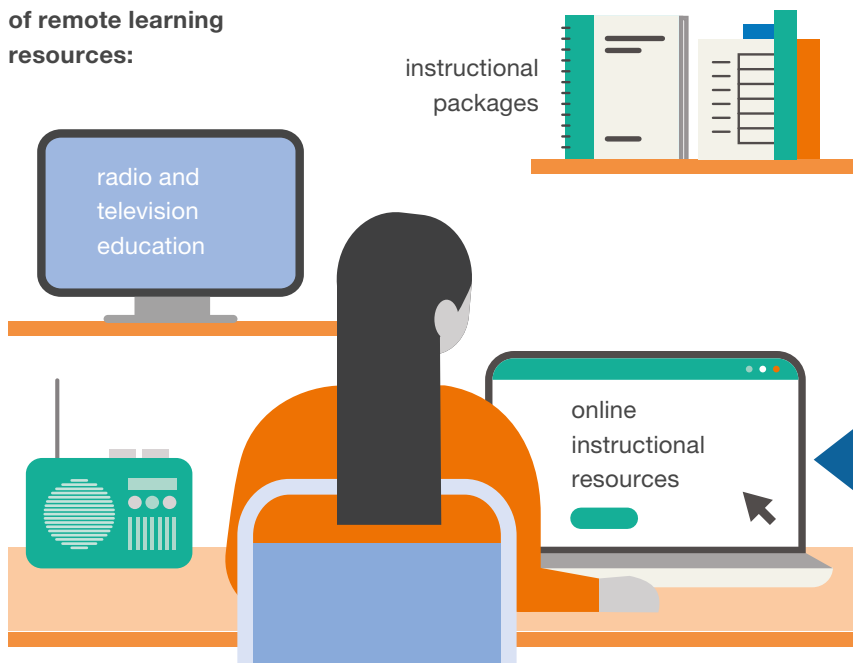 of remote learning
resources:
instructional
packages
radio and
television
education
online
instructional
resources